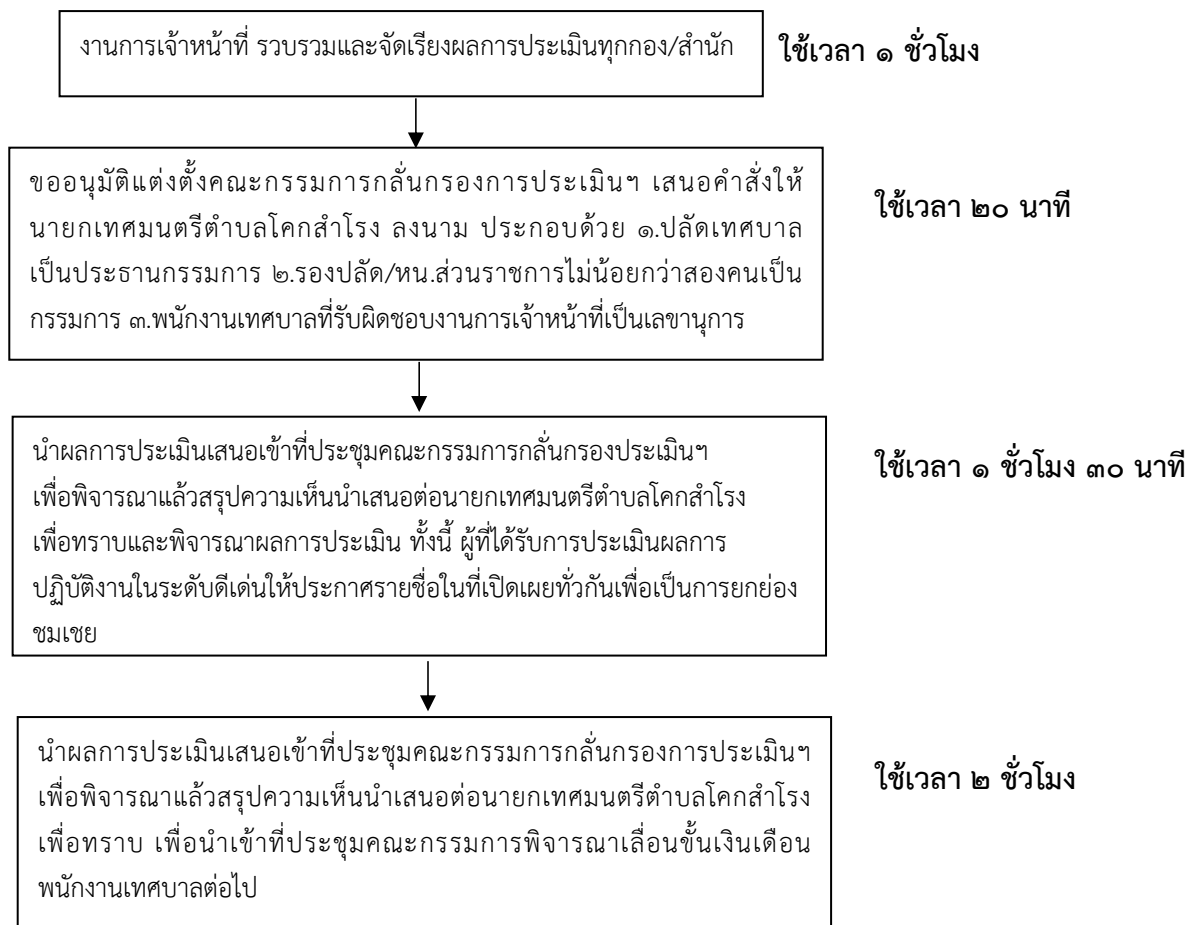 งานการเจ้าหน้าที่ รวบรวมและจัดเรียงผลการประเมินทุกกอง/สำนัก
ใช้เวลา ๑ ชั่วโมง
ขออนุมัติแต่งตั้งคณะกรรมการกลั่นกรองการประเมินฯ เสนอคำสั่งให้
นายกเทศมนตรีตำบลโคกสำโรง ลงนาม ประกอบด้วย ๑.ปลัดเทศบาล
เป็นประธานกรรมการ ๒.รองปลัด/หน.ส่วนราชการไม่น้อยกว่าสองคนเป็น
กรรมการ ๓.พนักงานเทศบาลที่รับผิดชอบงานการเจ้าหน้าที่เป็นเลขานุการ
ใช้เวลา ๒๐ นาที
นำผลการประเมินเสนอเข้าที่ประชุมคณะกรรมการกลั่นกรองประเมินฯ
เพื่อพิจารณาแล้วสรุปความเห็นนำเสนอต่อนายกเทศมนตรีตำบลโคกสำโรง
เพื่อทราบและพิจารณาผลการประเมิน ทั้งนี้ ผู้ที่ได้รับการประเมินผลการ
ปฏิบัติงานในระดับดีเด่นให้ประกาศรายชื่อในที่เปิดเผยทั่วกันเพื่อเป็นการยกย่อง
ชมเชย
ใช้เวลา ๑ ชั่วโมง ๓๐ นาที
นำผลการประเมินเสนอเข้าที่ประชุมคณะกรรมการกลั่นกรองการประเมินฯ
เพื่อพิจารณาแล้วสรุปความเห็นนำเสนอต่อนายกเทศมนตรีตำบลโคกสำโรง
เพื่อทราบ เพื่อนำเข้าที่ประชุมคณะกรรมการพิจารณาเลื่อนขั้นเงินเดือน
พนักงานเทศบาลต่อไป
ใช้เวลา ๒ ชั่วโมง